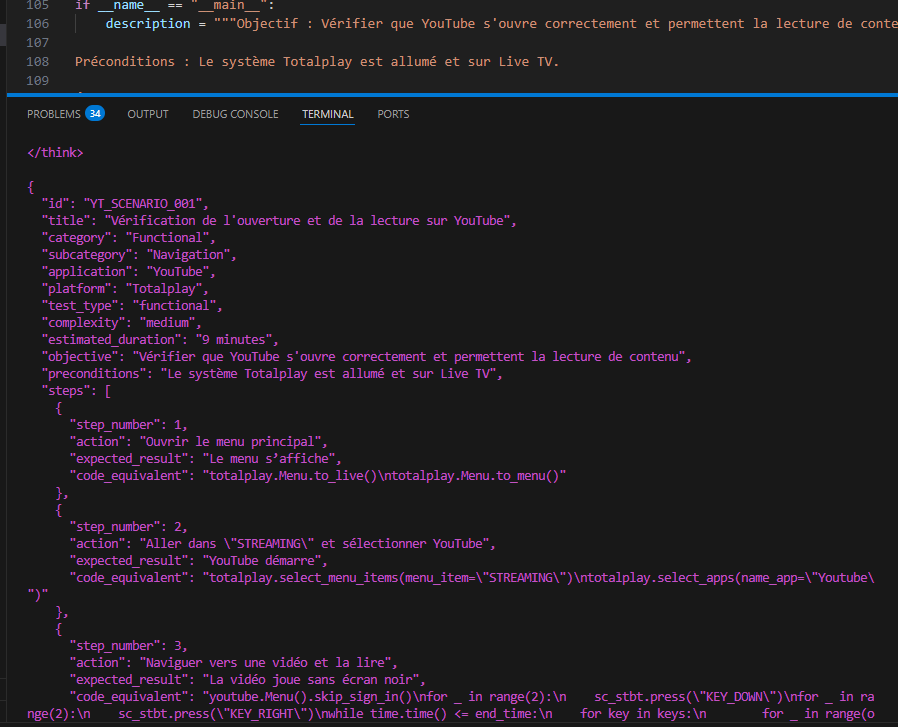 105 if __name__ == "__main__":
106 description = """Objectif : Vérifier que YouTube s'ouvre correctement et permettent la lecture de conte
107
108 Préconditions : Le système Totalplay est allumé et sur Live TV.
109
PROBLEMS 34 OUTPUT DEBUG CONSOLE TERMINAL PORTS
</think>
{
"id": "YT_SCENARIO_001",
"title": "Vérification de l'ouverture et de la lecture sur YouTube",
"category": "Functional",
"subcategory": "Navigation",
"application": "YouTube",
"platform": "Totalplay",
"test_type": "functional",
"complexity": "medium",
"estimated_duration": "9 minutes",
"objective": "Vérifier que YouTube s'ouvre correctement et permettent la lecture de contenu",
"preconditions": "Le système Totalplay est allumé et sur Live TV",
"steps": [
{
"step_number": 1,
"action": "Ouvrir le menu principal",
"expected_result": "Le menu s’affiche",
"code_equivalent": "totalplay.Menu.to_live()\ntotalplay.Menu.to_menu()"
},
{
"step_number": 2,
"action": "Aller dans \"STREAMING\" et sélectionner YouTube",
"expected_result": "YouTube démarre",
"code_equivalent": "totalplay.select_menu_items(menu_item=\"STREAMING\")\ntotalplay.select_apps(name_app=\"Youtube\
")"
},
{
"step_number": 3,
"action": "Naviguer vers une vidéo et la lire",
"expected_result": "La vidéo joue sans écran noir",
"code_equivalent": "youtube.Menu().skip_sign_in()\nfor _ in range(2):\n    sc_stbt.press(\"KEY_DOWN\")\nfor _ in ra
nge(2):\n    sc_stbt.press(\"KEY_RIGHT\")\nwhile time.time() <= end_time:\n    for key in keys:\n        for _ in range(o